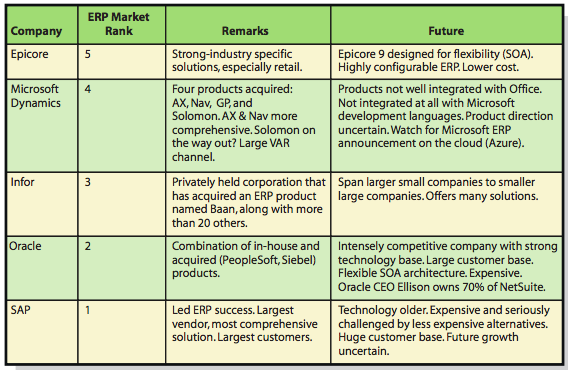 Company
ERP Market
Rank
Remarks
Future
Epicore
5
Strong-industry specific
solutions, especially retail.
Epicore 9 designed for flexibility (SOA).
Highly configurable ERP. Lower cost.
Microsoft
Dynamics
4
Four products acquired:
AX, Nav, GP, and
Solomon. AX & Nav more
comprehensive. Solomon on
the way out? Large VAR
channel.
Products not well integrated with Office.
Not integrated at all with Microsoft
development languages. Product direction
uncertain. Watch for Microsoft ERP
announcement on the cloud (Azure).
Infor
3
Privately held corporation that
has acquired an ERP product
named Baan, along with more
than 20 others.
Span larger small companies to smaller
large companies. Offers many solutions.
Oracle
2
Combination of in-house and
acquired (PeopleSoft, Siebel)
products.
Intensely competitive company with strong
technology base. Large customer base.
Flexible SOA architecture. Expensive.
Oracle CEO Ellison owns 70% of NetSuite.
SAP
1
Led ERP success. Largest
vendor, most comprehensive
solution. Largest customers.
Technology older. Expensive and seriously
challenged by less expensive alternatives.
Huge customer base. Future growth
uncertain.